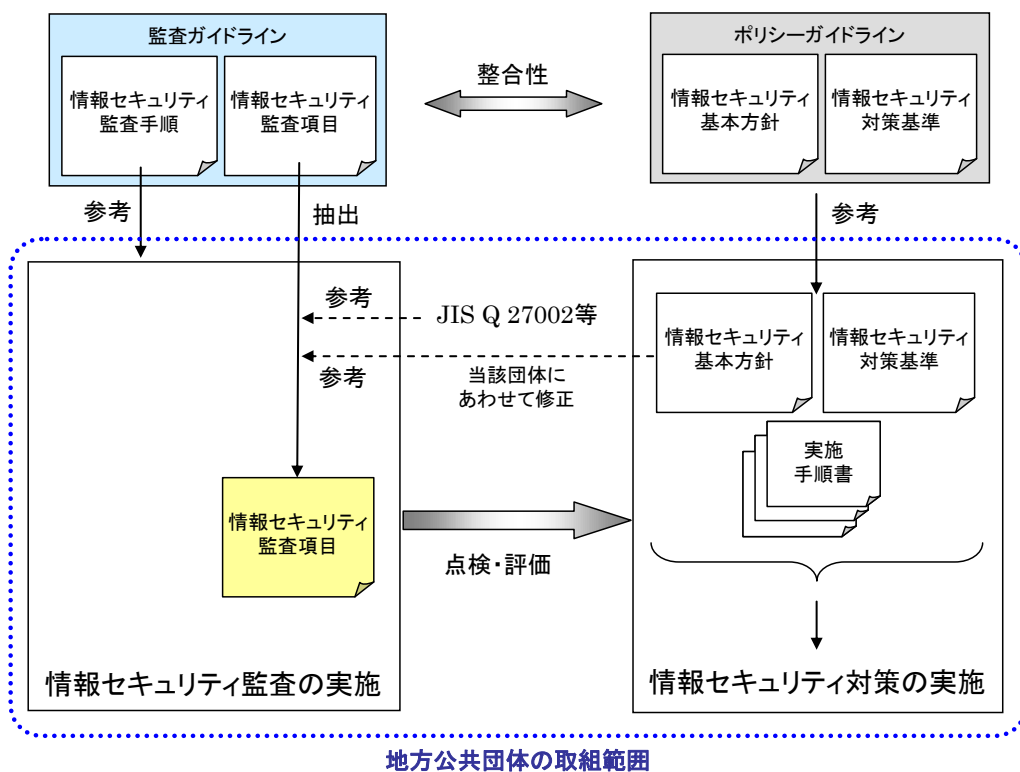 監査ガイドライン
情報セキュリティ
監査手順
情報セキュリティ
監査項目
整合性
ポリシーガイドライン
情報セキュリティ
基本方針
情報セキュリティ
対策基準
参考
抽出
参考
参考
JIS Q 27002等
参考
当該団体に
あわせて修正
情報セキュリティ
基本方針
情報セキュリティ
対策基準
実施
手順書
情報セキュリティ
監査項目
点検・評価
情報セキュリティ監査の実施
情報セキュリティ対策の実施
地方公共団体の取組範囲